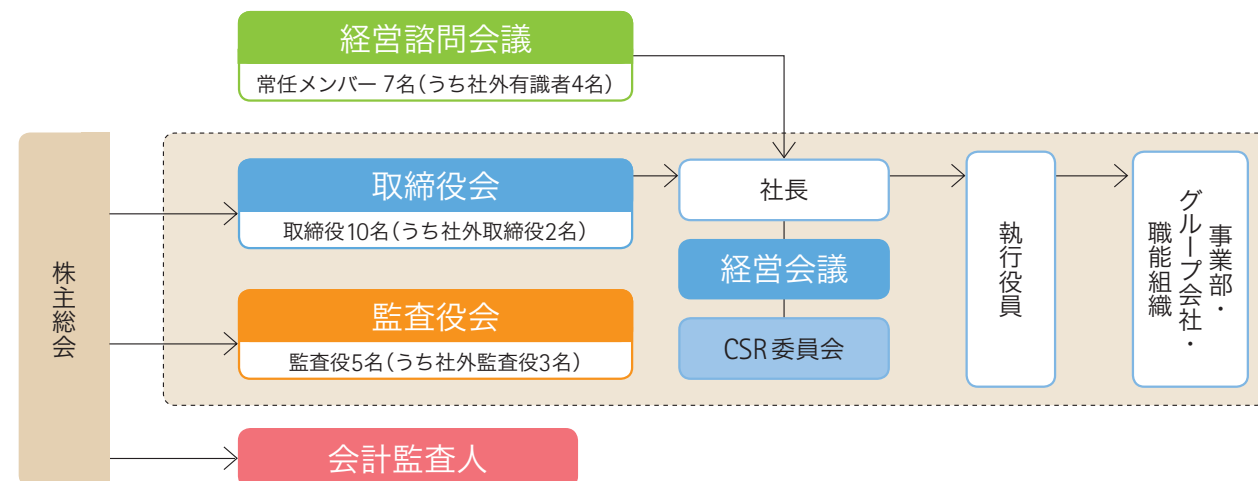 経営諮問会議
常任メンバー 7名(うち社外有識者4名)
株主総会
取締役会
取締役10名(うち社外取締役2名)
監査役会
監査役5名(うち社外監査役3名)
会計監査人
社長
経営会議
CSR委員会
執行役員
事業部・
グループ会社・
職能組織